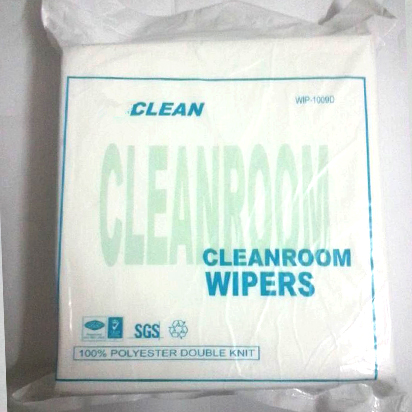 CLEAN
WIP-1009D
CLEANROOM
CLEANROOM
WIPERS
SGS
100% POLYESTER DOUBLE KNIT